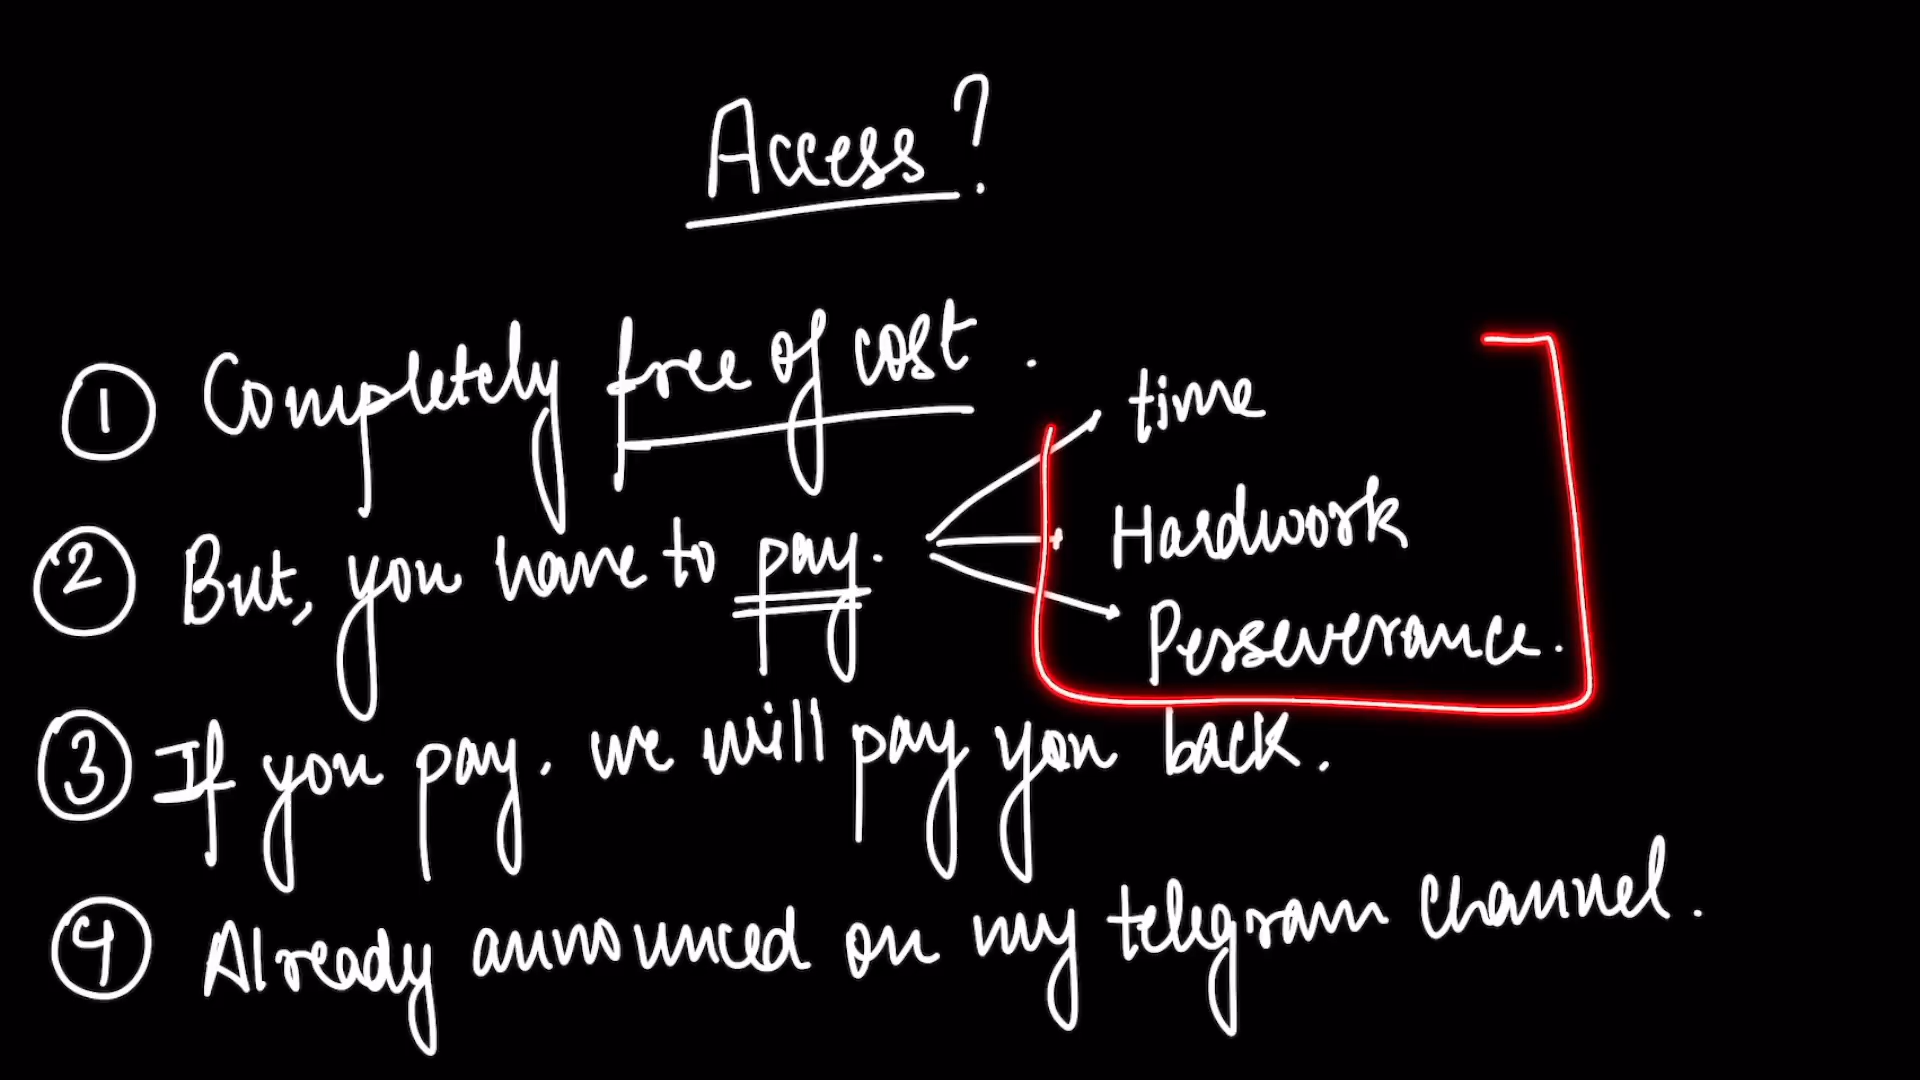 Access?
① Completely free of cost.
time
② But, you have to pay.
Hardwork
Perseverance.
③ If you pay, we will pay you back.
④ Already announced on my telegram channel.